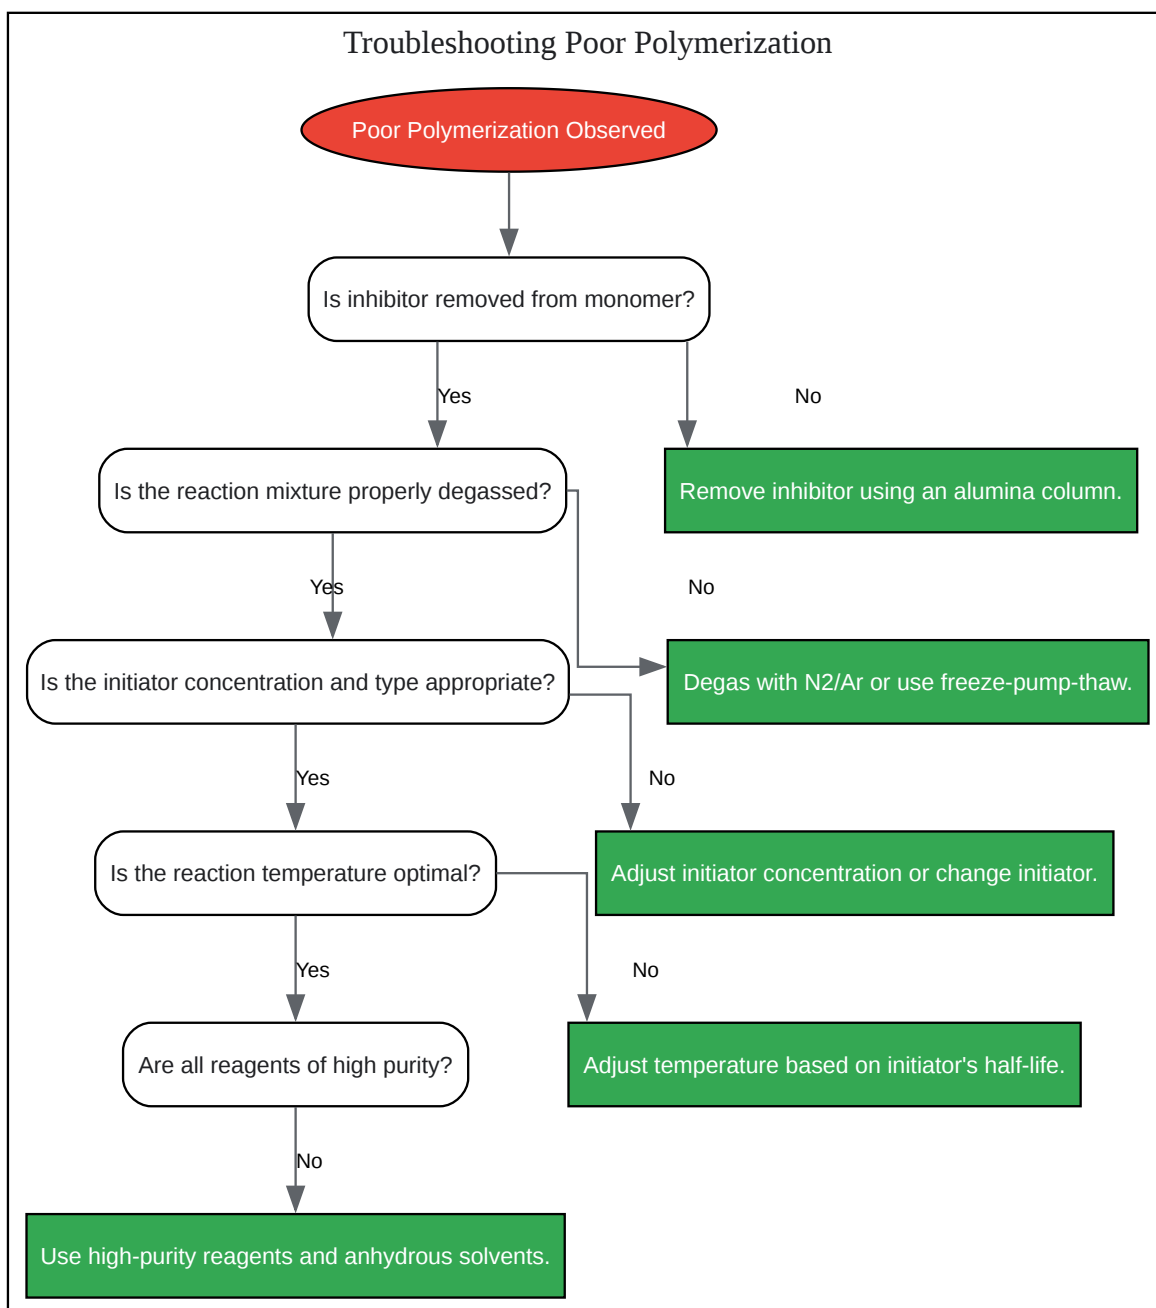 Troubleshooting Poor Polymerization
Poor Polymerization Observed
Is inhibitor removed from monomer?
Yes
No
Is the reaction mixture properly degassed?
Remove inhibitor using an alumina column.
Yes
No
Is the initiator concentration and type appropriate?
Degas with N2/Ar or use freeze-pump-thaw.
Yes
No
Is the reaction temperature optimal?
Adjust initiator concentration or change initiator.
Yes
No
Are all reagents of high purity?
Adjust temperature based on initiator's half-life.
No
Use high-purity reagents and anhydrous solvents.